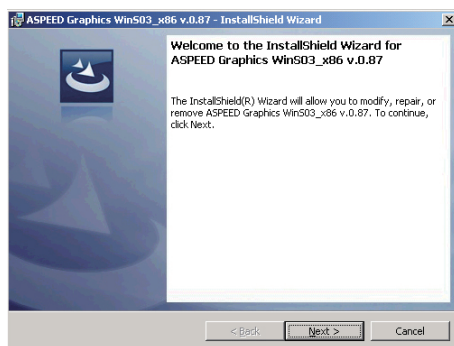 ASPEED Graphics WinS03_x86 v.0.87 - InstallShield Wizard
Welcome to the InstallShield Wizard for
ASPEED Graphics WinS03_x86 v.0.87
The InstallShield(R) Wizard will allow you to modify, repair, or
remove ASPEED Graphics WinS03_x86 v.0.87. To continue,
click Next.
< Back
Next >
Cancel